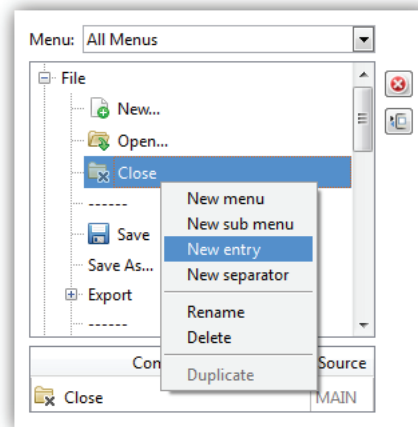 Menu: All Menus
File
New...
Open...
Close
------
Save
Save As...
Export
------
New menu
New sub menu
New entry
New separator
Rename
Delete
Duplicate
Com Source
Close MAIN